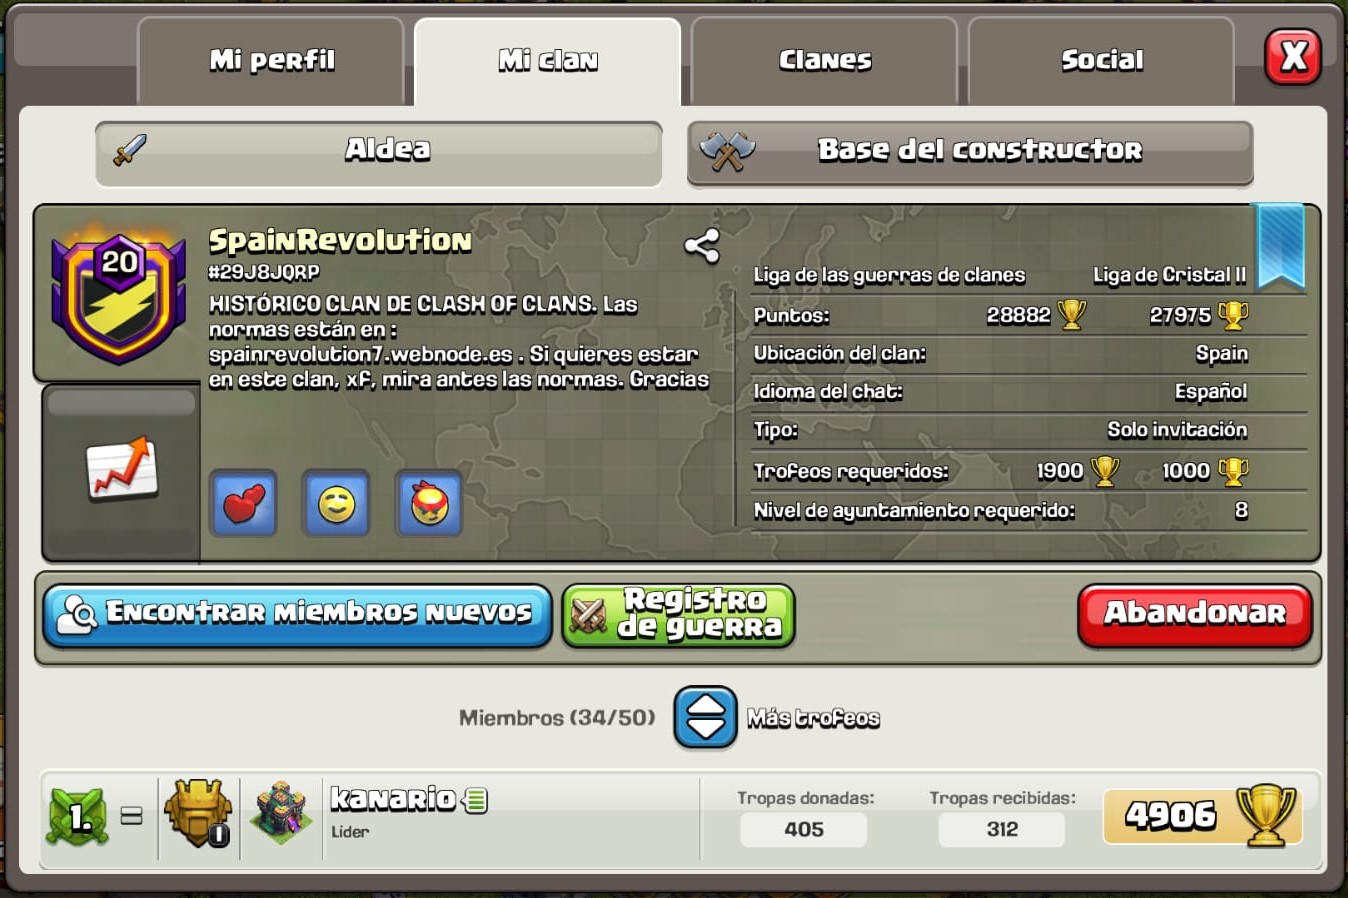 Mi perfil
Mi clan
Clanes
Social
X
Aldea
Base del constructor
20
SpainRevolution
#29J8JQRP
HISTÓRICO CLAN DE CLASH OF CLANS. Las
normas están en :
spainrevolution7.webnode.es . Si quieres estar
en este clan, xf, mira antes las normas. Gracias
Liga de las guerras de clanes Liga de Cristal II
Puntos: 28882 27975
Ubicación del clan: Spain
Idioma del chat: Español
Tipo: Solo invitación
Trofeos requeridos: 1900 1000
Nivel de ayuntamiento requerido: 8
Encontrar miembros nuevos
Registro
de guerra
Abandonar
Miembros (34/50)
Más trofeos
1. = I
kanario
Líder
Tropas donadas:
405
Tropas recibidas:
312
4906